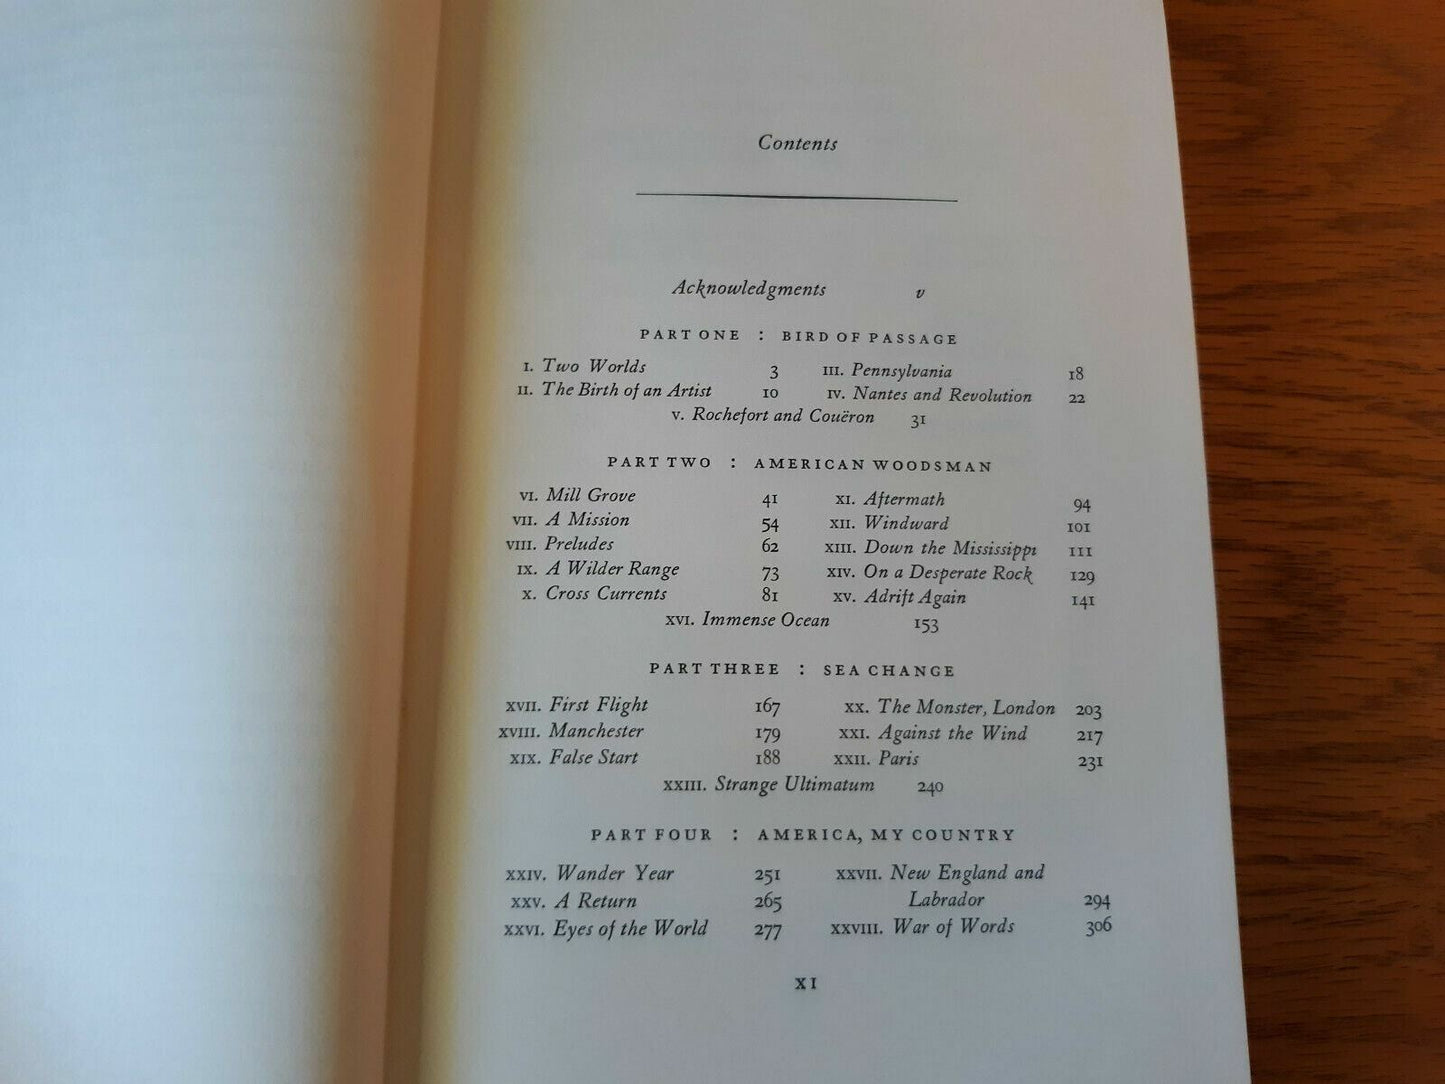 Contents
Acknowledgments v
PART ONE : BIRD OF PASSAGE
I. Two Worlds 3 III. Pennsylvania 18
II. The Birth of an Artist 10 IV. Nantes and Revolution 22
V. Rochefort and Couëron 31
PART TWO : AMERICAN WOODSMAN
VI. Mill Grove 41 XI. Aftermath 94
VII. A Mission 54 XII. Windward 101
VIII. Preludes 62 XIII. Down the Mississippi 111
IX. A Wilder Range 73 XIV. On a Desperate Rock 129
X. Cross Currents 81 XV. Adrift Again 141
XVI. Immense Ocean 153
PART THREE : SEA CHANGE
XVII. First Flight 167 XX. The Monster, London 203
XVIII. Manchester 179 XXI. Against the Wind 217
XIX. False Start 188 XXII. Paris 231
XXIII. Strange Ultimatum 240
PART FOUR : AMERICA, MY COUNTRY
XXIV. Wander Year 251 XXVII. New England and
XXV. A Return 265 Labrador 294
XXVI. Eyes of the World 277 XXVIII. War of Words 306
XI